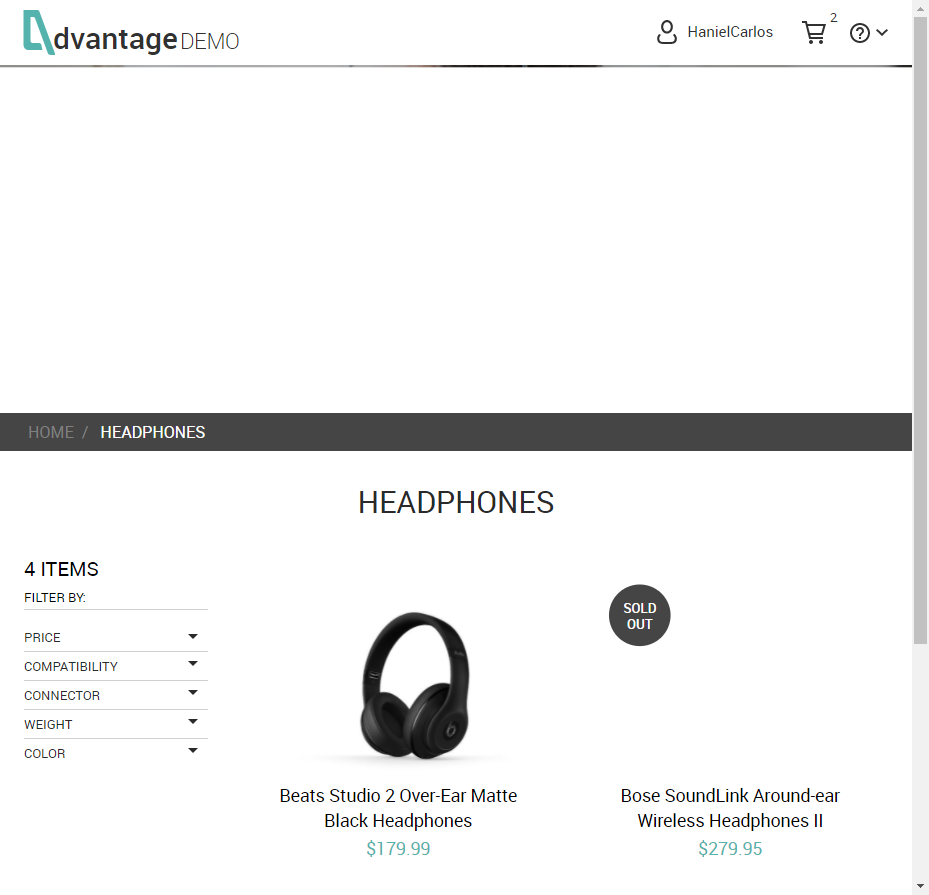 dvantage DEMO
HanielCarlos
2
?
HOME / HEADPHONES
HEADPHONES
4 ITEMS
FILTER BY:
PRICE
COMPATIBILITY
CONNECTOR
WEIGHT
COLOR
SOLD
OUT
Beats Studio 2 Over-Ear Matte
Black Headphones
$179.99
Bose SoundLink Around-ear
Wireless Headphones II
$279.95